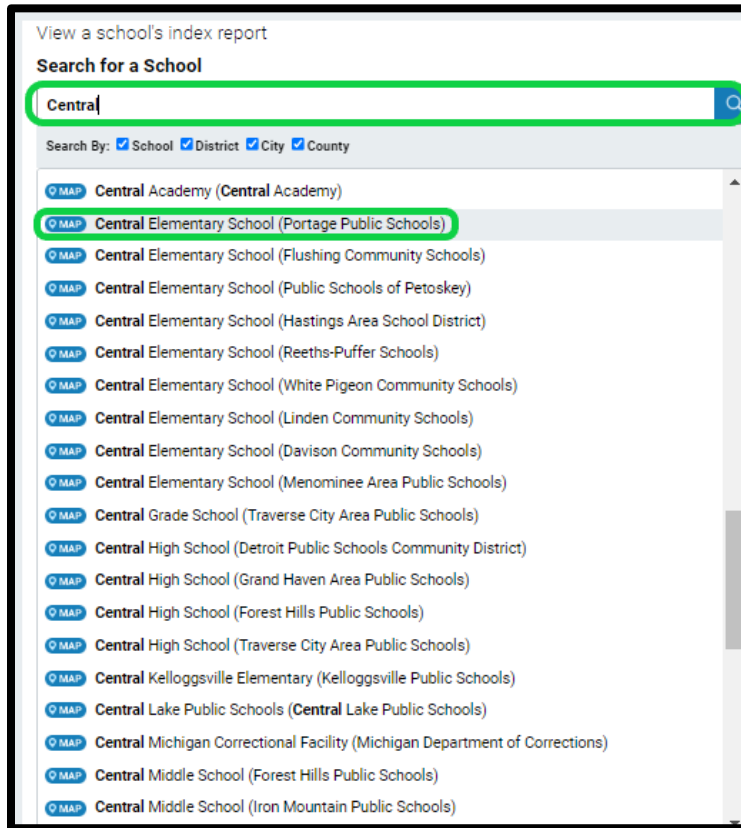 View a school's index report
Search for a School
Central
Search By: School District City County
MAP Central Academy (Central Academy)
MAP Central Elementary School (Portage Public Schools)
MAP Central Elementary School (Flushing Community Schools)
MAP Central Elementary School (Public Schools of Petoskey)
MAP Central Elementary School (Hastings Area School District)
MAP Central Elementary School (Reeths-Puffer Schools)
MAP Central Elementary School (White Pigeon Community Schools)
MAP Central Elementary School (Linden Community Schools)
MAP Central Elementary School (Davison Community Schools)
MAP Central Elementary School (Menominee Area Public Schools)
MAP Central Grade School (Traverse City Area Public Schools)
MAP Central High School (Detroit Public Schools Community District)
MAP Central High School (Grand Haven Area Public Schools)
MAP Central High School (Forest Hills Public Schools)
MAP Central High School (Traverse City Area Public Schools)
MAP Central Kelloggsville Elementary (Kelloggsville Public Schools)
MAP Central Lake Public Schools (Central Lake Public Schools)
MAP Central Michigan Correctional Facility (Michigan Department of Corrections)
MAP Central Middle School (Forest Hills Public Schools)
MAP Central Middle School (Iron Mountain Public Schools)